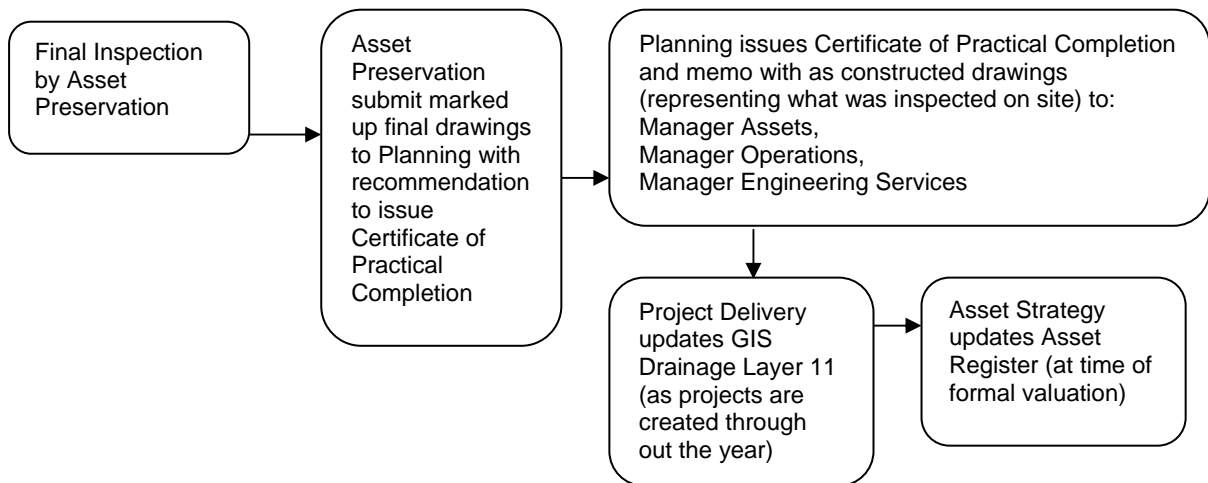 Final Inspection
by Asset
Preservation
Asset
Preservation
submit marked
up final drawings
to Planning with
recommendation
to issue
Certificate of
Practical
Completion
Planning issues Certificate of Practical Completion
and memo with as constructed drawings
(representing what was inspected on site) to:
Manager Assets,
Manager Operations,
Manager Engineering Services
Project Delivery
updates GIS
Drainage Layer 11
(as projects are
created through
out the year)
Asset Strategy
updates Asset
Register (at time of
formal valuation)